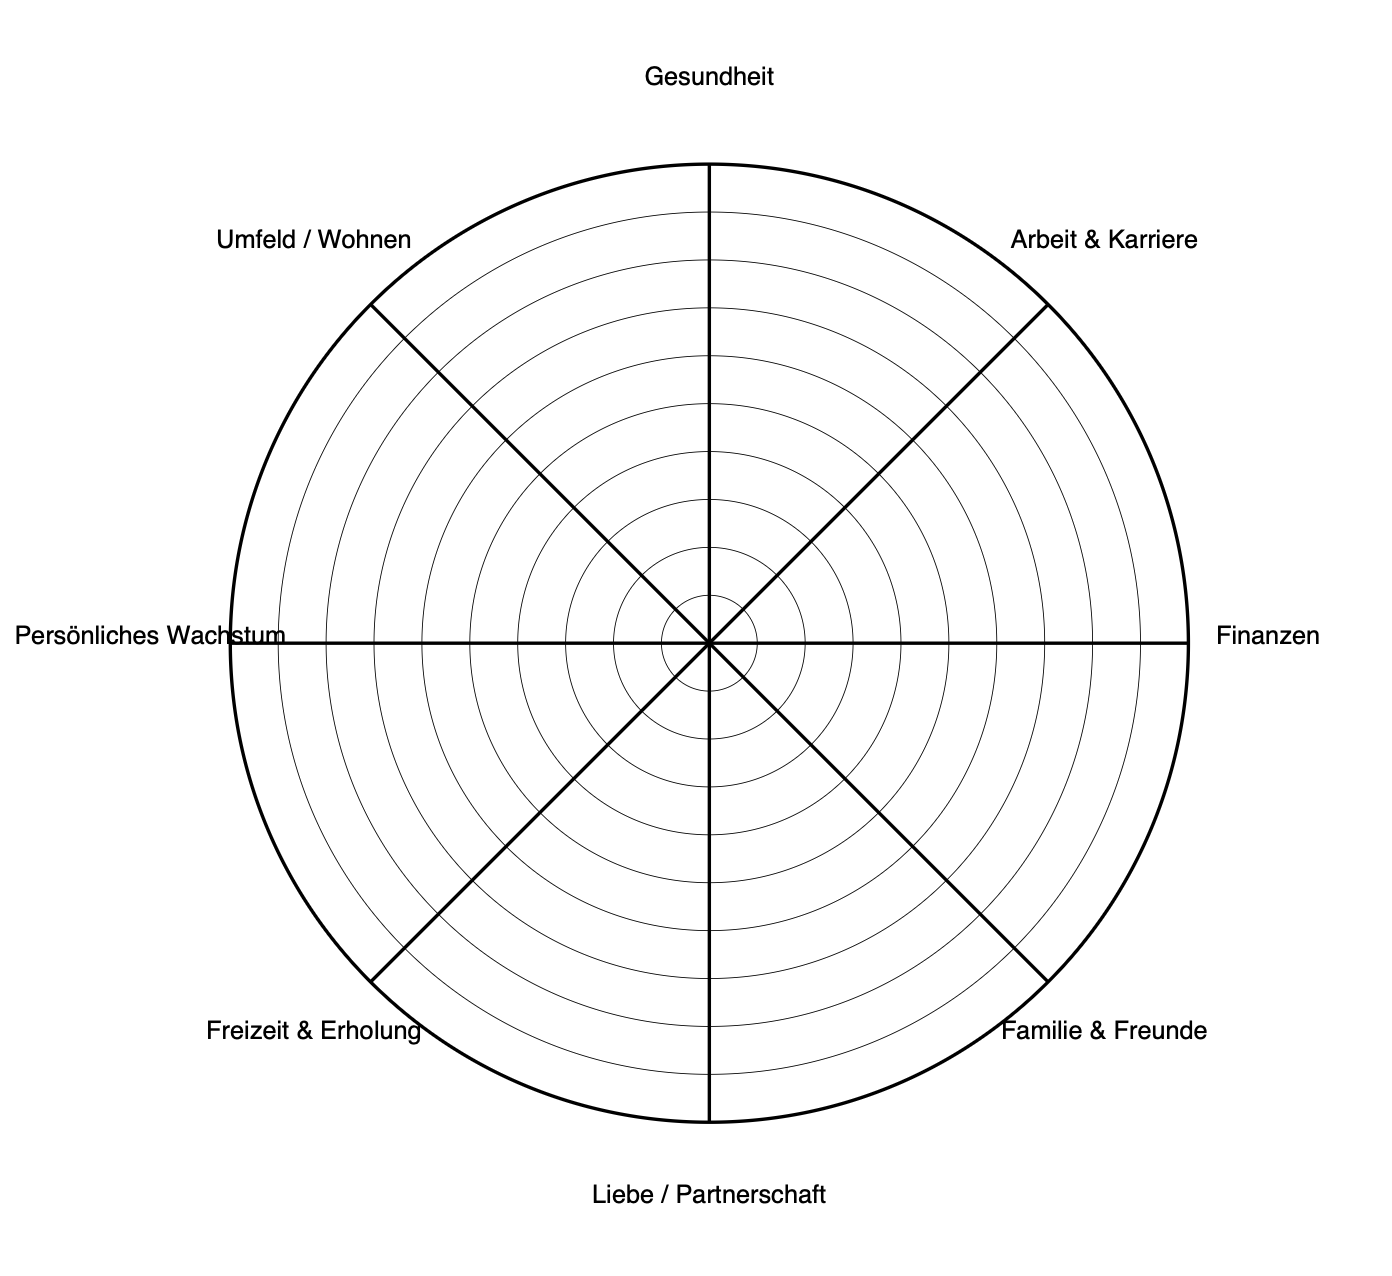 Gesundheit
Umfeld / Wohnen
Arbeit & Karriere
Persönliches Wachstum
Finanzen
Freizeit & Erholung
Familie & Freunde
Liebe / Partnerschaft